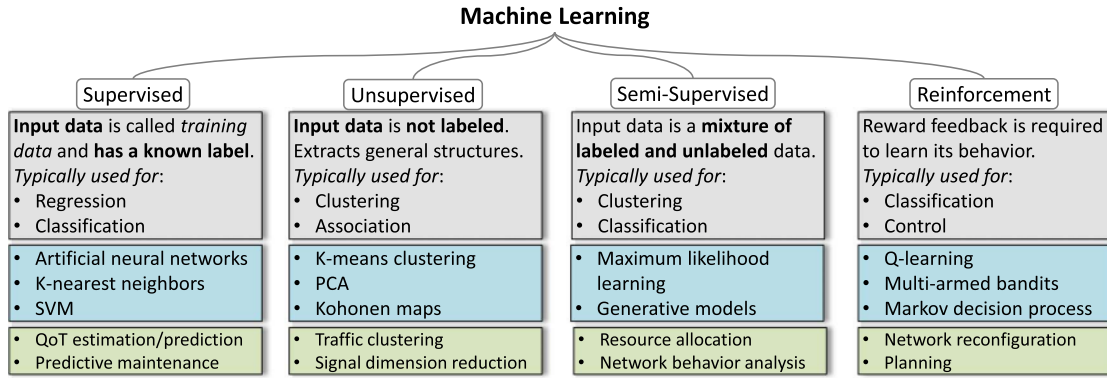 Machine Learning
Supervised
Input data is called training
data and has a known label.
Typically used for:
• Regression
• Classification
• Artificial neural networks
• K-nearest neighbors
• SVM
• QoT estimation/prediction
• Predictive maintenance
Unsupervised
Input data is not labeled.
Extracts general structures.
Typically used for:
• Clustering
• Association
• K-means clustering
• PCA
• Kohonen maps
• Traffic clustering
• Signal dimension reduction
Semi-Supervised
Input data is a mixture of
labeled and unlabeled data.
Typically used for:
• Clustering
• Classification
• Maximum likelihood
learning
• Generative models
• Resource allocation
• Network behavior analysis
Reinforcement
Reward feedback is required
to learn its behavior.
Typically used for:
• Classification
• Control
• Q-learning
• Multi-armed bandits
• Markov decision process
• Network reconfiguration
• Planning